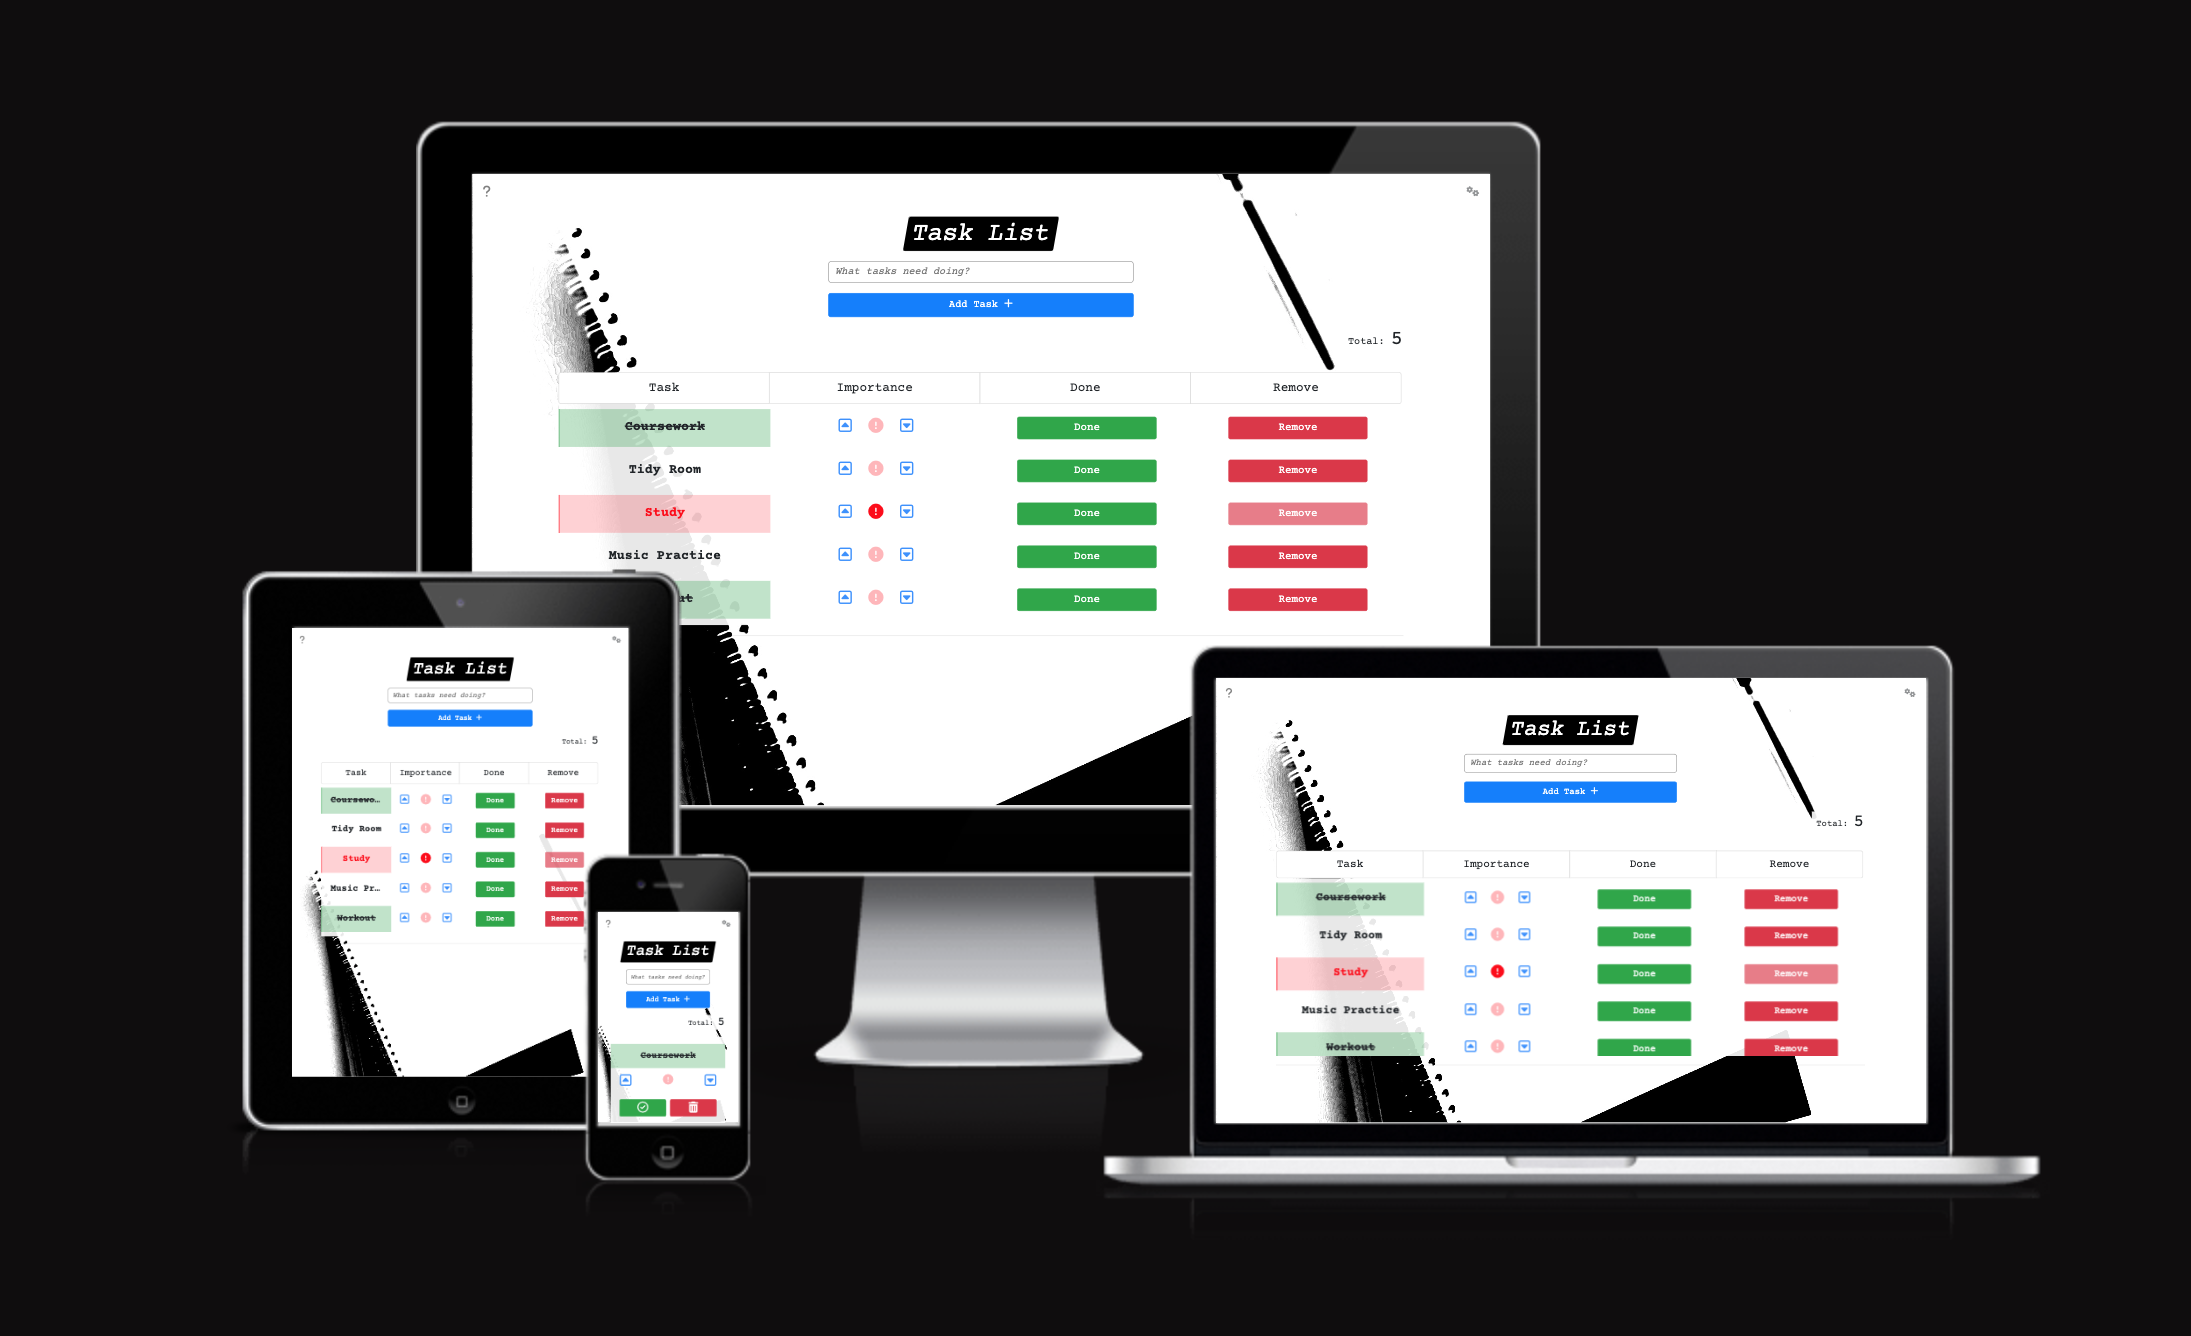 ?
Task List
What tasks need doing?
Add Task +
Total: 5
Task Importance Done Remove
Coursework ! Done Remove
Tidy Room ! Done Remove
Study ! Done Remove
Music Practice ! Done Remove
ut ! Done Remove
?
Task List
What tasks need doing?
Add Task +
Total: 5
Task Importance Done Remove
Coursewo… ! Done Remove
Tidy Room ! Done Remove
Study ! Done Remove
Music Pr… ! Done Remove
Workout ! Done Remove
?
Task List
What tasks need doing?
Add Task +
Total: 5
Coursework
!
?
Task List
What tasks need doing?
Add Task +
Total: 5
Task Importance Done Remove
Coursework ! Done Remove
Tidy Room ! Done Remove
Study ! Done Remove
Music Practice ! Done Remove
Workout ! Done Remove